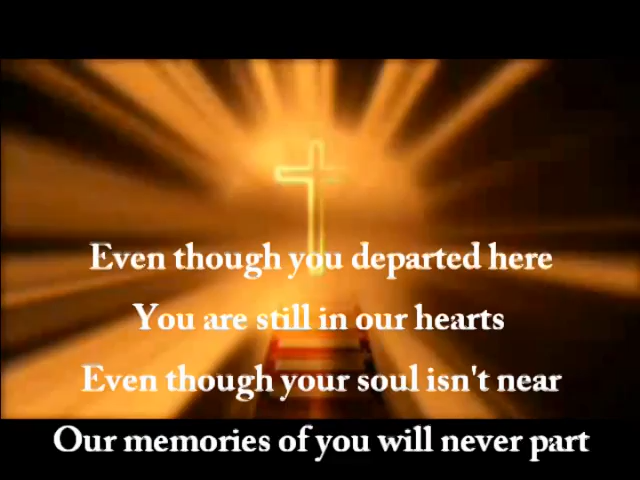 Even though you departed here
You are still in our hearts
Even though your soul isn't near
Our memories of you will never part